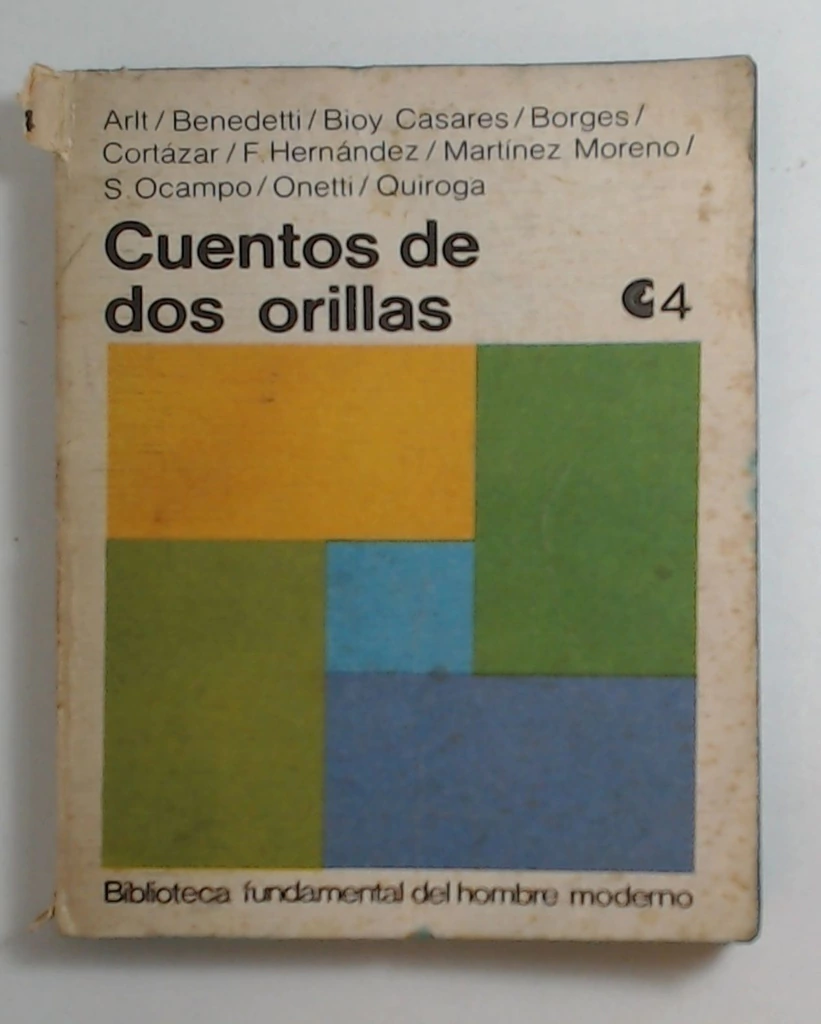 Arlt/Benedetti/Bioy Casares/Borges/
Cortázar/F. Hernández/Martínez Moreno/
S. Ocampo/Onetti/Quiroga
Cuentos de
dos orillas
4
Biblioteca fundamental del hombre moderno